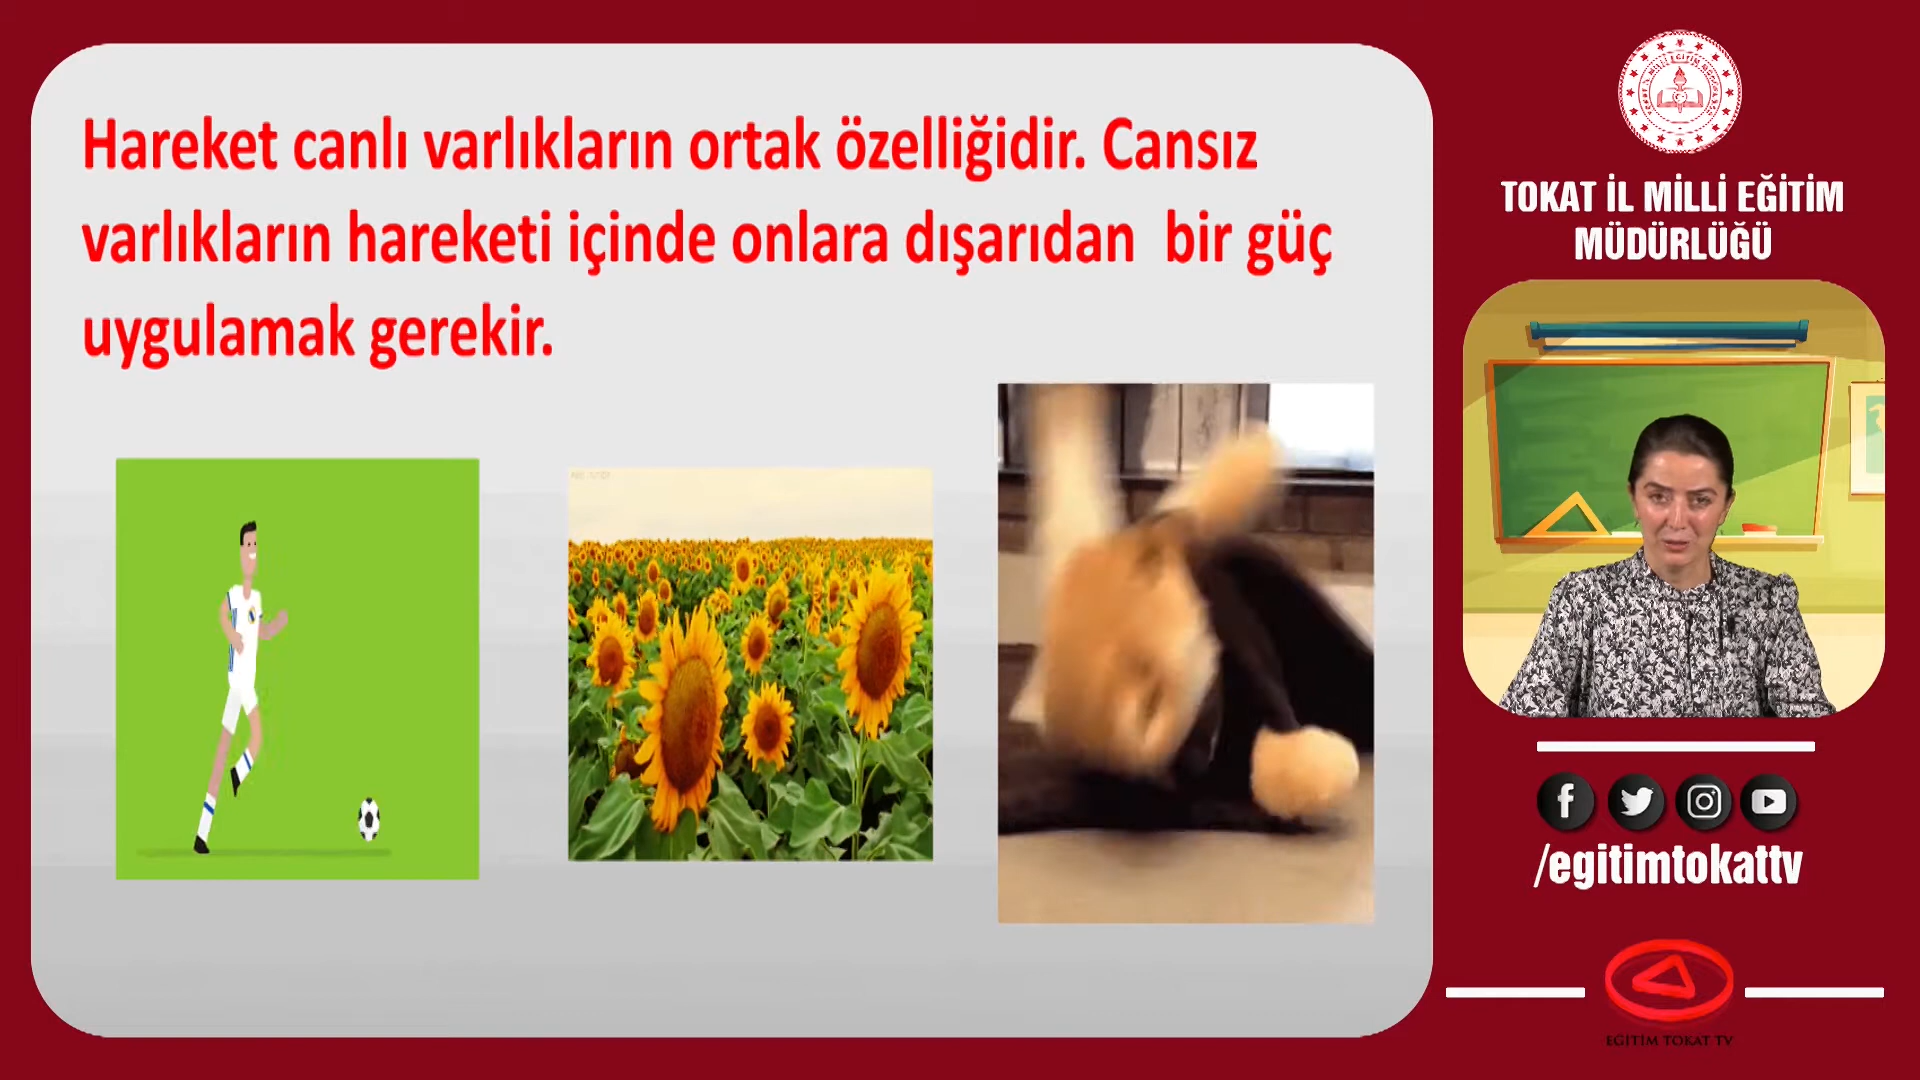 Hareket canlı varlıkların ortak özelliğidir. Cansız
varlıkların hareketi içinde onlara dışarıdan bir güç
uygulamak gerekir.
TOKAT İL MİLLİ EĞİTİM
MÜDÜRLÜĞÜ
/egitimtokattv
EĞİTİM TOKAT TV